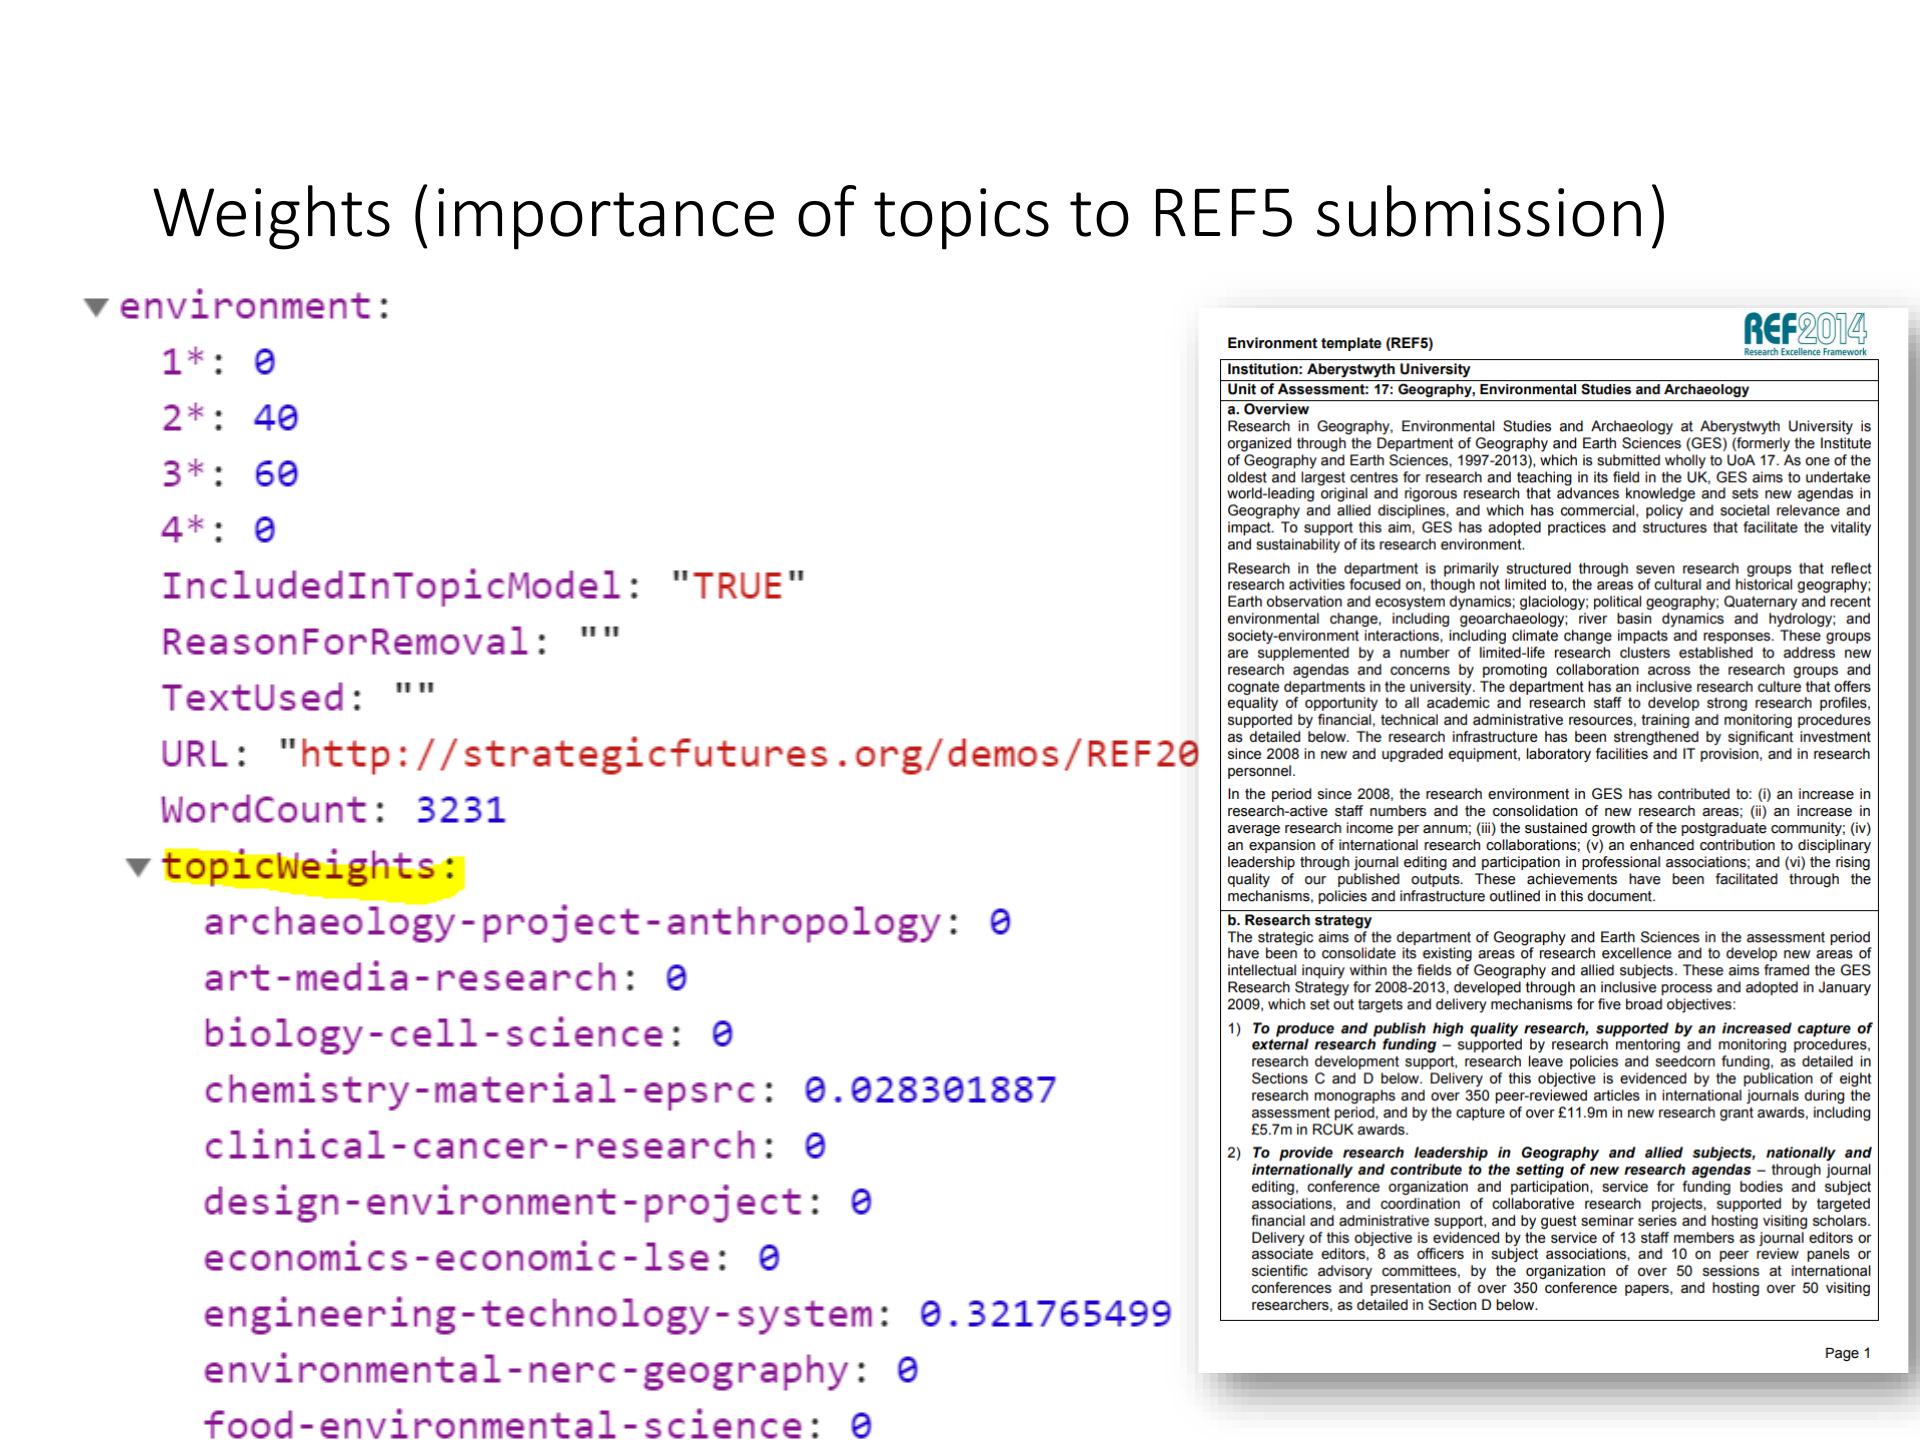 Weights (importance of topics to REF5 submission)
environment:
1*: 0
2*: 40
3*: 60
4*: 0
IncludedInTopicModel: "TRUE"
ReasonForRemoval: ""
TextUsed: ""
URL: "http://strategicfutures.org/demos/REF20
WordCount: 3231
topicWeights:
archaeology-project-anthropology: 0
art-media-research: 0
biology-cell-science: 0
chemistry-material-epsrc: 0.028301887
clinical-cancer-research: 0
design-environment-project: 0
economics-economic-lse: 0
engineering-technology-system: 0.321765499
environmental-nerc-geography: 0
food-environmental-science: 0
REF2014
Research Excellence Framework
Environment template (REF5)
Institution: Aberystwyth University
Unit of Assessment: 17: Geography, Environmental Studies and Archaeology
a. Overview
Research in Geography, Environmental Studies and Archaeology at Aberystwyth University is
organized through the Department of Geography and Earth Sciences (GES) (formerly the Institute
of Geography and Earth Sciences, 1997-2013), which is submitted wholly to UoA 17. As one of the
oldest and largest centres for research and teaching in its field in the UK, GES aims to undertake
world-leading original and rigorous research that advances knowledge and sets new agendas in
Geography and allied disciplines, and which has commercial, policy and societal relevance and
impact. To support this aim, GES has adopted practices and structures that facilitate the vitality
and sustainability of its research environment.
Research in the department is primarily structured through seven research groups that reflect
research activities focused on, though not limited to, the areas of cultural and historical geography;
Earth observation and ecosystem dynamics; glaciology; political geography; Quaternary and recent
environmental change, including geoarchaeology; river basin dynamics and hydrology; and
society-environment interactions, including climate change impacts and responses. These groups
are supplemented by a number of limited-life research clusters established to address new
research agendas and concerns by promoting collaboration across the research groups and
cognate departments in the university. The department has an inclusive research culture that offers
equality of opportunity to all academic and research staff to develop strong research profiles,
supported by financial, technical and administrative resources, training and monitoring procedures
as detailed below. The research infrastructure has been strengthened by significant investment
since 2008 in new and upgraded equipment, laboratory facilities and IT provision, and in research
personnel.
In the period since 2008, the research environment in GES has contributed to: (i) an increase in
research-active staff numbers and the consolidation of new research areas; (ii) an increase in
average research income per annum; (iii) the sustained growth of the postgraduate community; (iv)
an expansion of international research collaborations; (v) an enhanced contribution to disciplinary
leadership through journal editing and participation in professional associations; and (vi) the rising
quality of our published outputs. These achievements have been facilitated through the
mechanisms, policies and infrastructure outlined in this document.
b. Research strategy
The strategic aims of the department of Geography and Earth Sciences in the assessment period
have been to consolidate its existing areas of research excellence and to develop new areas of
intellectual inquiry within the fields of Geography and allied subjects. These aims framed the GES
Research Strategy for 2008-2013, developed through an inclusive process and adopted in January
2009, which set out targets and delivery mechanisms for five broad objectives:
1) To produce and publish high quality research, supported by an increased capture of
external research funding – supported by research mentoring and monitoring procedures,
research development support, research leave policies and seedcorn funding, as detailed in
Sections C and D below. Delivery of this objective is evidenced by the publication of eight
research monographs and over 350 peer-reviewed articles in international journals during the
assessment period, and by the capture of over £11.9m in new research grant awards, including
£5.7m in RCUK awards.
2) To provide research leadership in Geography and allied subjects, nationally and
internationally and contribute to the setting of new research agendas – through journal
editing, conference organization and participation, service for funding bodies and subject
associations, and coordination of collaborative research projects, supported by targeted
financial and administrative support, and by guest seminar series and hosting visiting scholars.
Delivery of this objective is evidenced by the service of 13 staff members as journal editors or
associate editors, 8 as officers in subject associations, and 10 on peer review panels or
scientific advisory committees, by the organization of over 50 sessions at international
conferences and presentation of over 350 conference papers, and hosting over 50 visiting
researchers, as detailed in Section D below.
Page 1